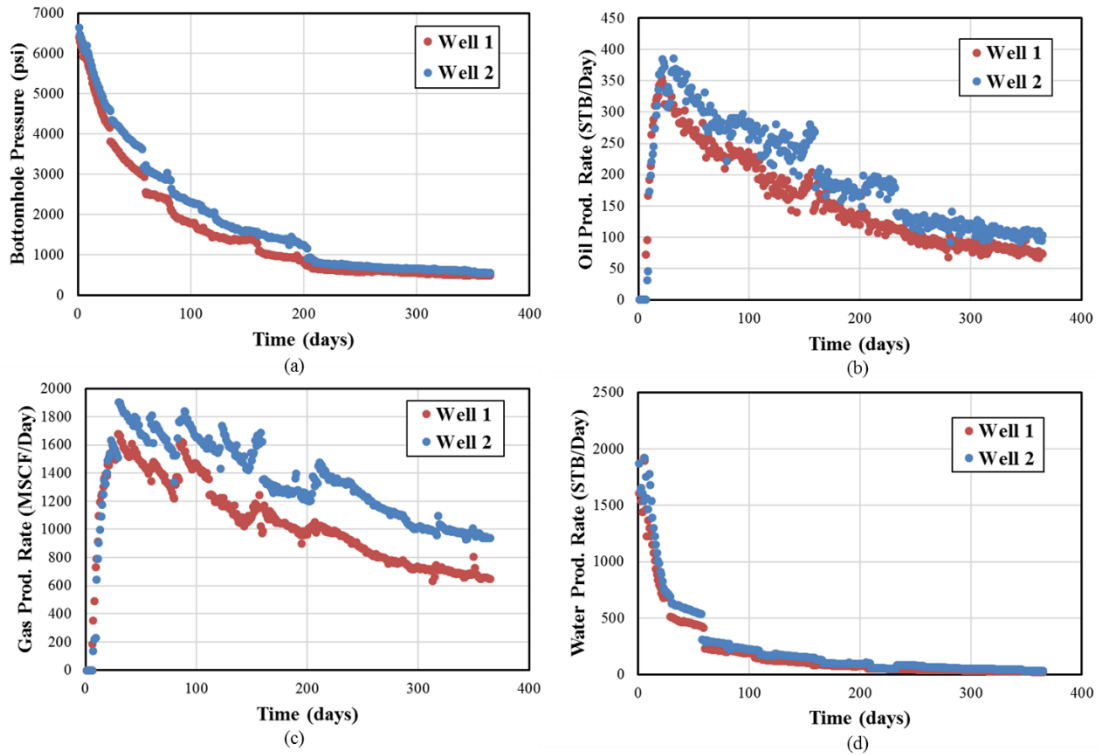 (a)
Bottomhole Pressure (psi)
7000
6000
5000
4000
3000
2000
1000
0
Well 1
Well 2
0 100 200 300 400
Time (days)
(a)
(b)
Oil Prod. Rate (STB/Day)
450
400
350
300
250
200
150
100
50
0
Well 1
Well 2
0 100 200 300 400
Time (days)
(b)
Gas Prod. Rate (MSCF/Day)
2000
1800
1600
1400
1200
1000
800
600
400
200
0
Well 1
Well 2
0 100 200 300 400
Time (days)
(c)
Water Prod. Rate (STB/Day)
2500
2000
1500
1000
500
0
Well 1
Well 2
0 100 200 300 400
Time (days)
(d)